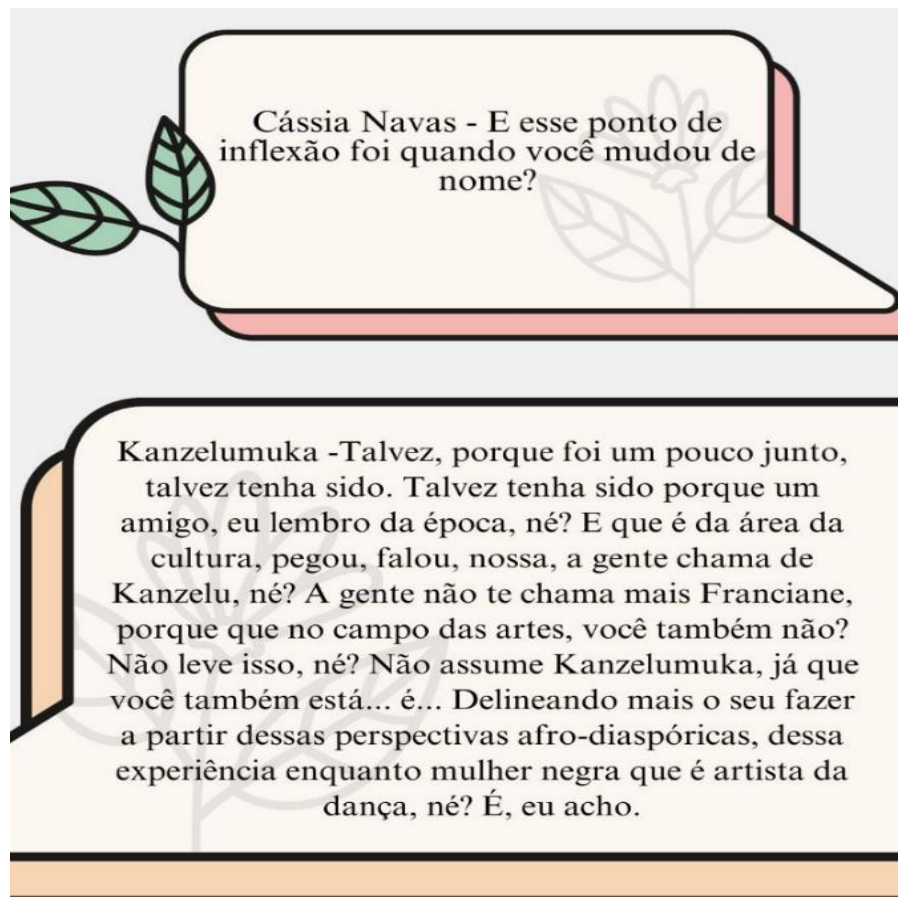 Cássia Navas - E esse ponto de
inflexão foi quando você mudou de
nome?
Kanzelumuka -Talvez, porque foi um pouco junto,
talvez tenha sido. Talvez tenha sido porque um
amigo, eu lembro da época, né? E que é da área da
cultura, pegou, falou, nossa, a gente chama de
Kanzelu, né? A gente não te chama mais Franciane,
porque que no campo das artes, você também não?
Não leve isso, né? Não assume Kanzelumuka, já que
você também está... é... Delineando mais o seu fazer
a partir dessas perspectivas afro-diaspóricas, dessa
experiência enquanto mulher negra que é artista da
dança, né? É, eu acho.